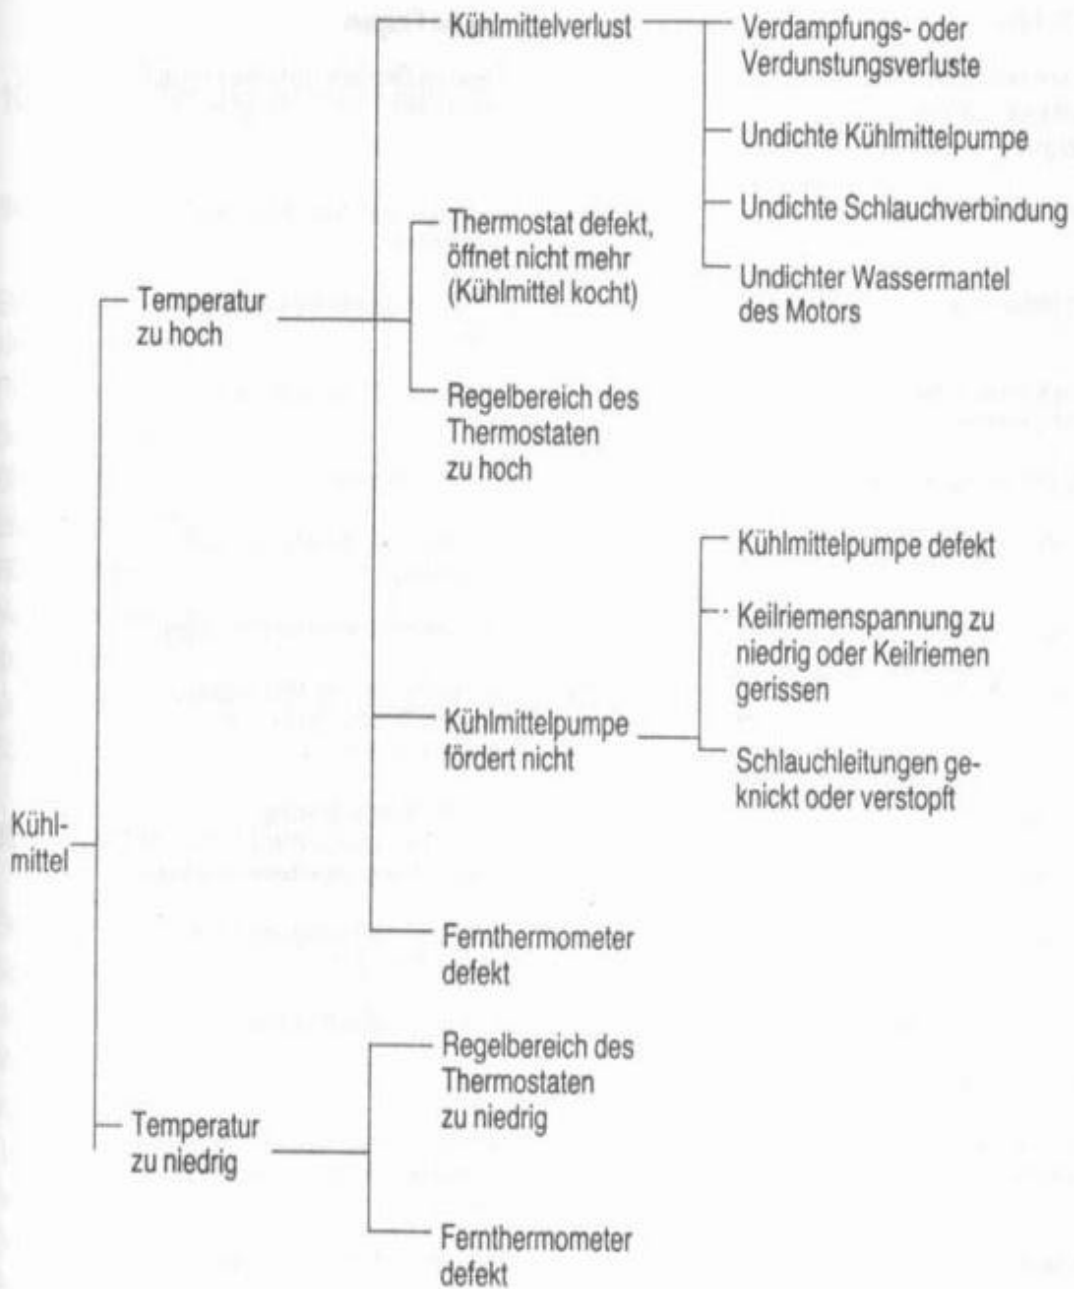 Kühlmittelverlust
Verdampfungs- oder
Verdunstungsverluste
Undichte Kühlmittelpumpe
Undichte Schlauchverbindung
Undichter Wassermantel
des Motors
Thermostat defekt,
öffnet nicht mehr
(Kühlmittel kocht)
Temperatur
zu hoch
Regelbereich des
Thermostaten
zu hoch
Kühlmittelpumpe defekt
Keilriemenspannung zu
niedrig oder Keilriemen
gerissen
Kühlmittelpumpe
fördert nicht
Schlauchleitungen ge-
knickt oder verstopft
Kühl-
mittel
Fernthermometer
defekt
Regelbereich des
Thermostaten
zu niedrig
Temperatur
zu niedrig
Fernthermometer
defekt